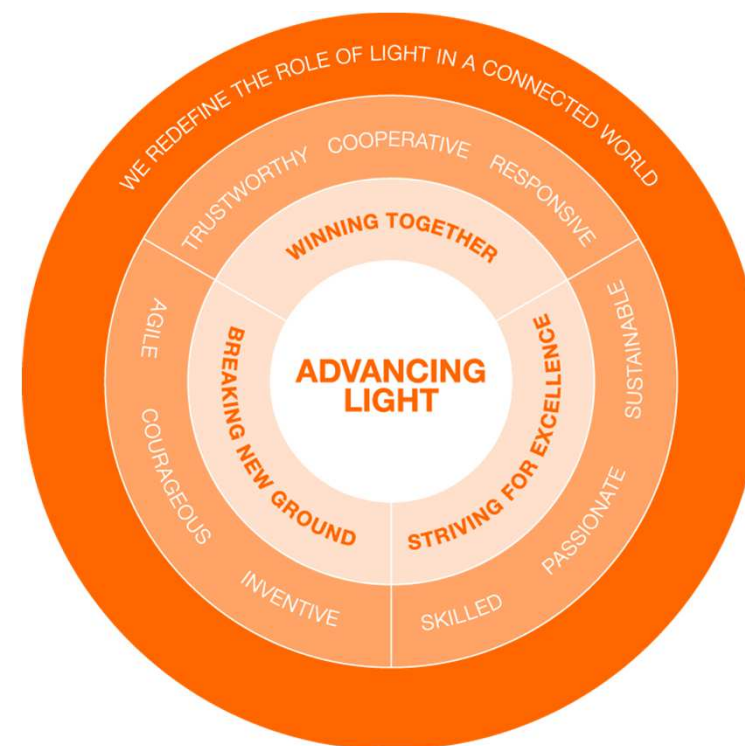 WE REDEFINE THE ROLE OF LIGHT IN A CONNECTED WORLD
TRUSTWORTHY
COOPERATIVE
RESPONSIVE
WINNING TOGETHER
AGILE
COURAGEOUS
INVENTIVE
BREAKING NEW GROUND
SUSTAINABLE
PASSIONATE
SKILLED
STRIVING FOR EXCELLENCE
ADVANCING
LIGHT